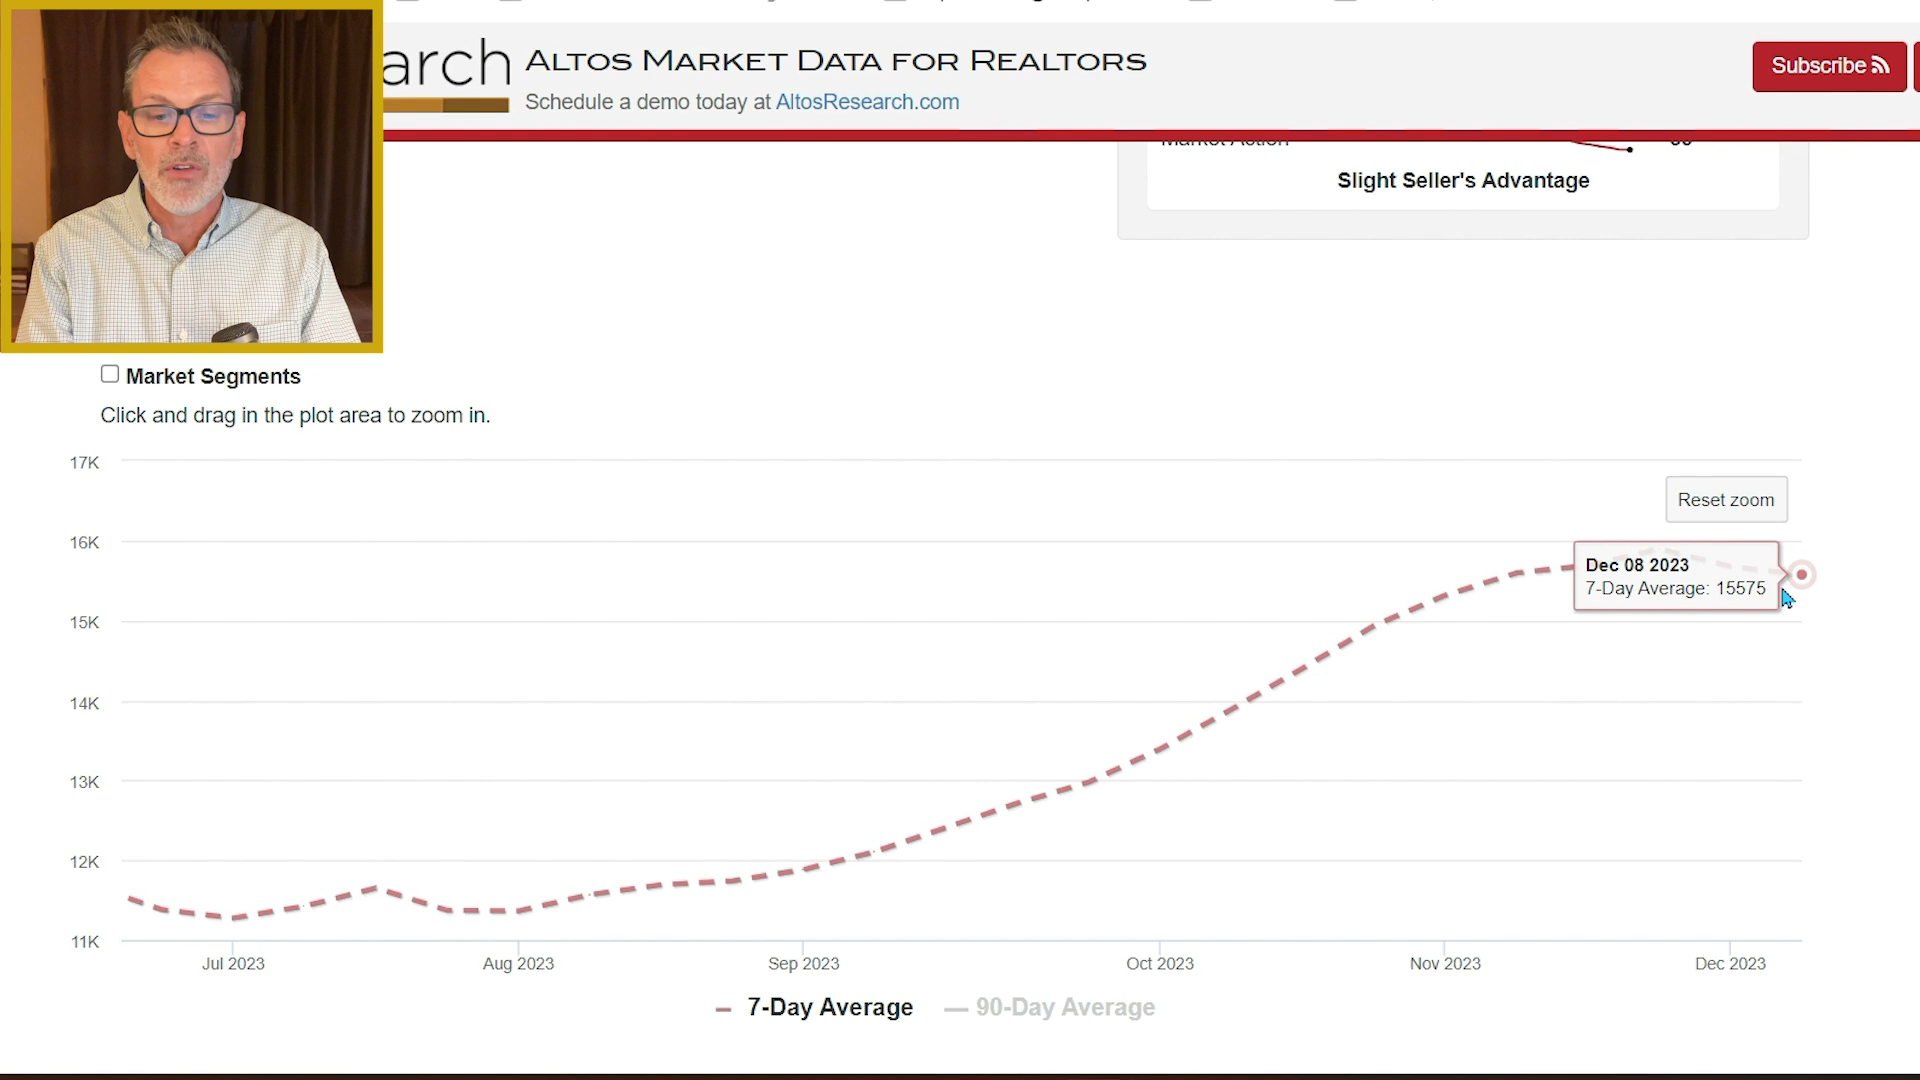 arch
ALTOS MARKET DATA FOR REALTORS
Schedule a demo today at AltosResearch.com
Subscribe
Market Action
Slight Seller's Advantage
Market Segments
Click and drag in the plot area to zoom in.
17K
Reset zoom
16K
Dec 08 2023
7-Day Average: 15575
15K
14K
13K
12K
11K
Jul 2023 Aug 2023 Sep 2023 Oct 2023 Nov 2023 Dec 2023
7-Day Average 90-Day Average